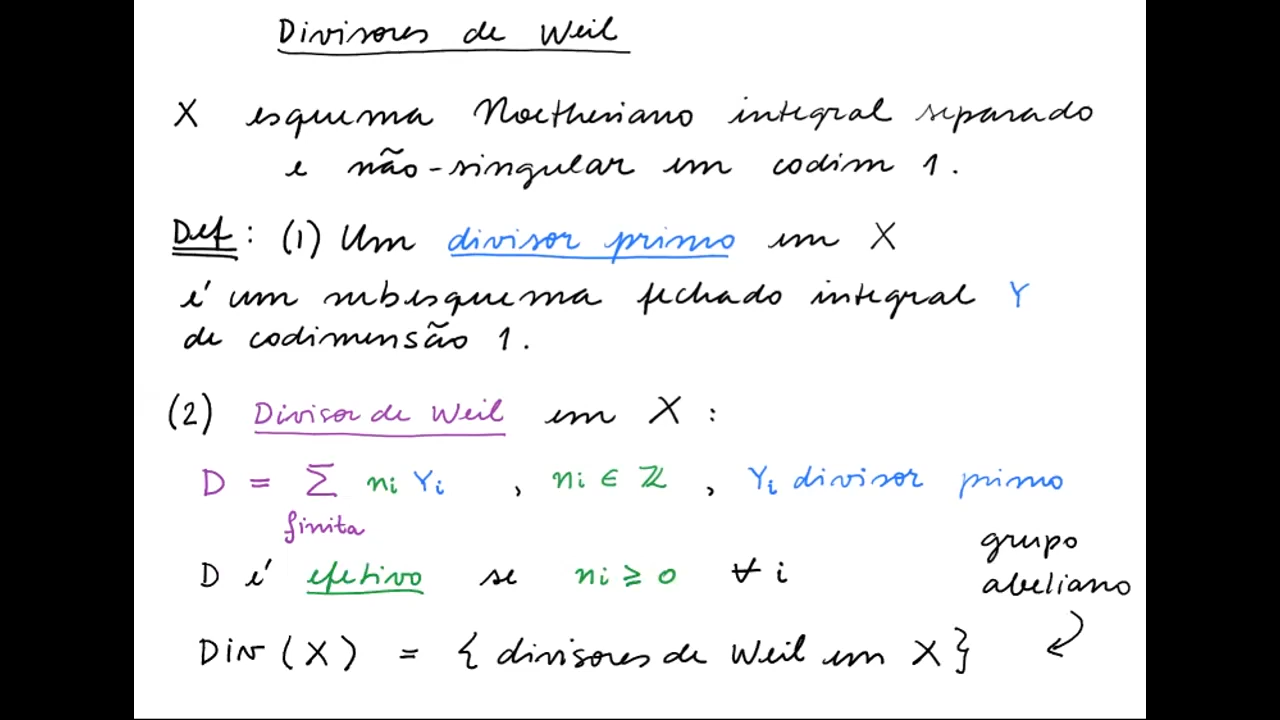 Divisores de Weil
X esquema Noetheriano integral separado
e não-singular em codim 1.
Def: (1) Um divisor primo em X
é um subesquema fechado integral Y
de codimensão 1.
(2) Divisor de Weil em X :
D = Σ ni Yi , ni ∈ ℤ , Yi divisor primo
finita
grupo
abeliano
D é efetivo se ni ≥ 0 ∀ i
Div (X) = { divisores de Weil em X }